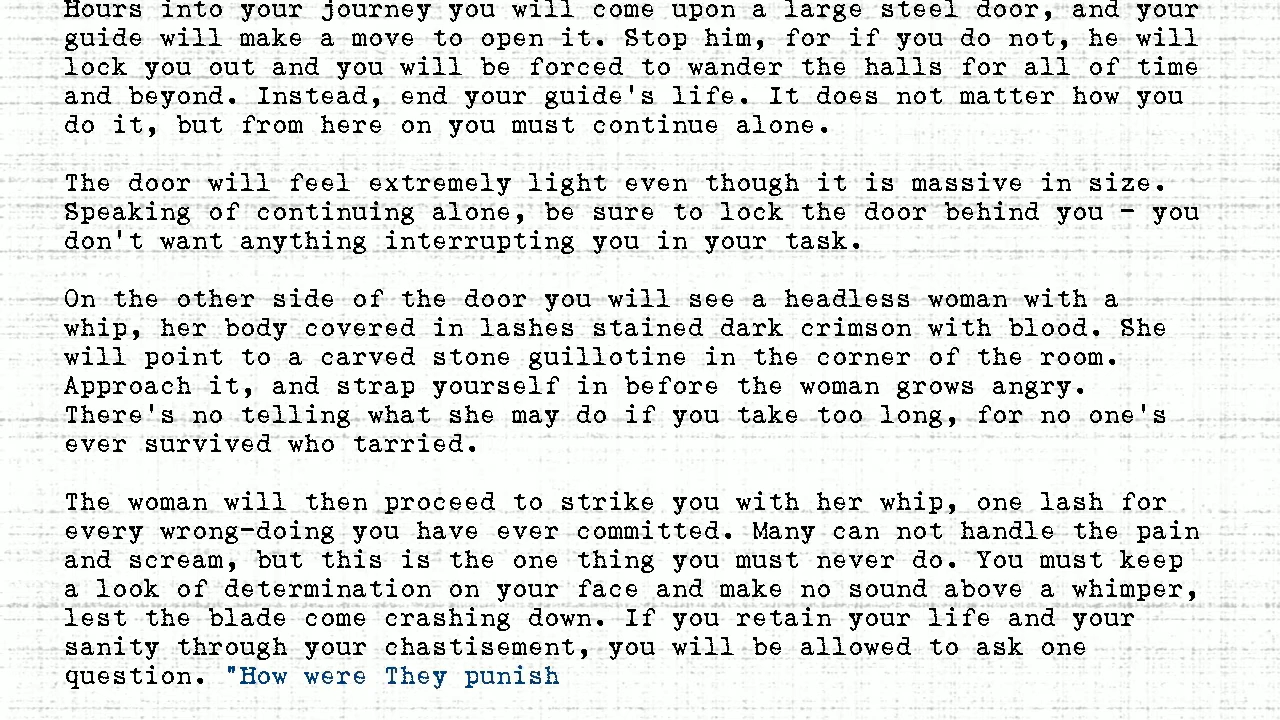 Hours into your journey you will come upon a large steel door, and your
guide will make a move to open it. Stop him, for if you do not, he will
lock you out and you will be forced to wander the halls for all of time
and beyond. Instead, end your guide's life. It does not matter how you
do it, but from here on you must continue alone.
The door will feel extremely light even though it is massive in size.
Speaking of continuing alone, be sure to lock the door behind you – you
don't want anything interrupting you in your task.
On the other side of the door you will see a headless woman with a
whip, her body covered in lashes stained dark crimson with blood. She
will point to a carved stone guillotine in the corner of the room.
Approach it, and strap yourself in before the woman grows angry.
There's no telling what she may do if you take too long, for no one's
ever survived who tarried.
The woman will then proceed to strike you with her whip, one lash for
every wrong-doing you have ever committed. Many can not handle the pain
and scream, but this is the one thing you must never do. You must keep
a look of determination on your face and make no sound above a whimper,
lest the blade come crashing down. If you retain your life and your
sanity through your chastisement, you will be allowed to ask one
question. "How were They punish